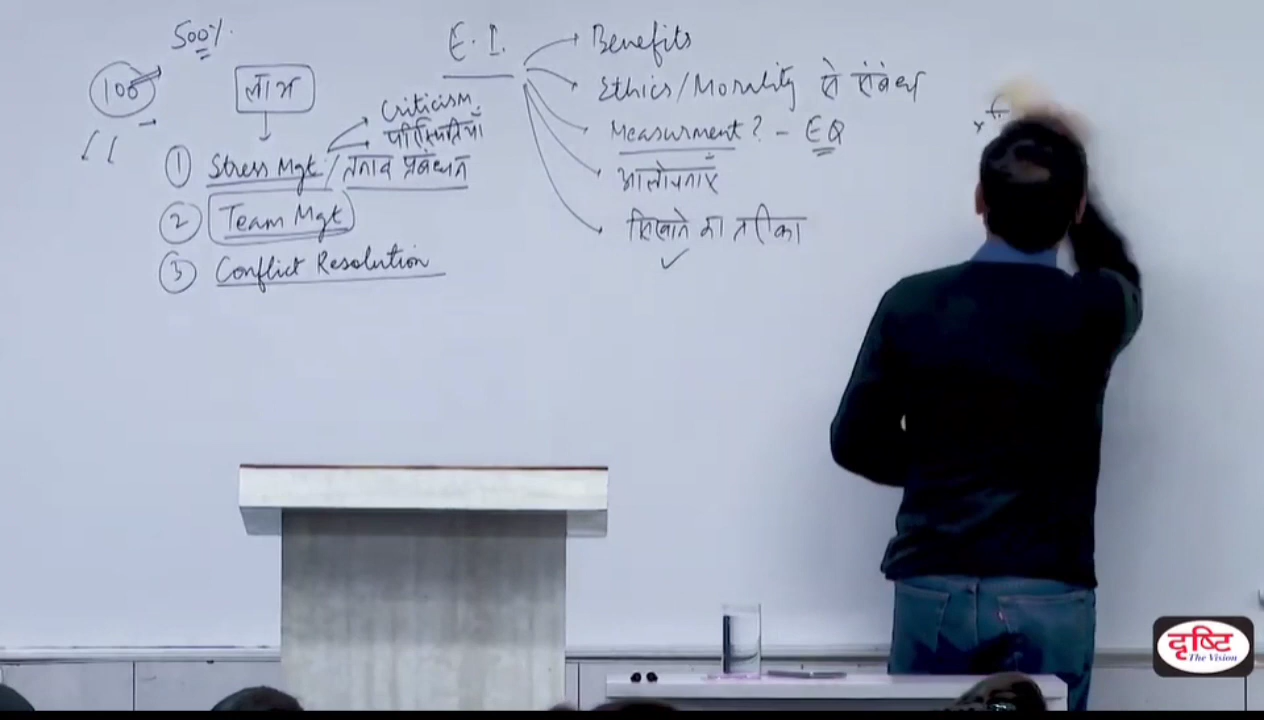 500%
100
लाभ
① Stress Mgt / तनाव प्रबंधन
Criticism
परिस्थितियाँ
② Team Mgt
③ Conflict Resolution
E. I.
Benefits
Ethics/Morality से संबंध
Measurment? - EQ
आलोचनाएँ
सिखाने का तरीका
दृष्टि
The Vision